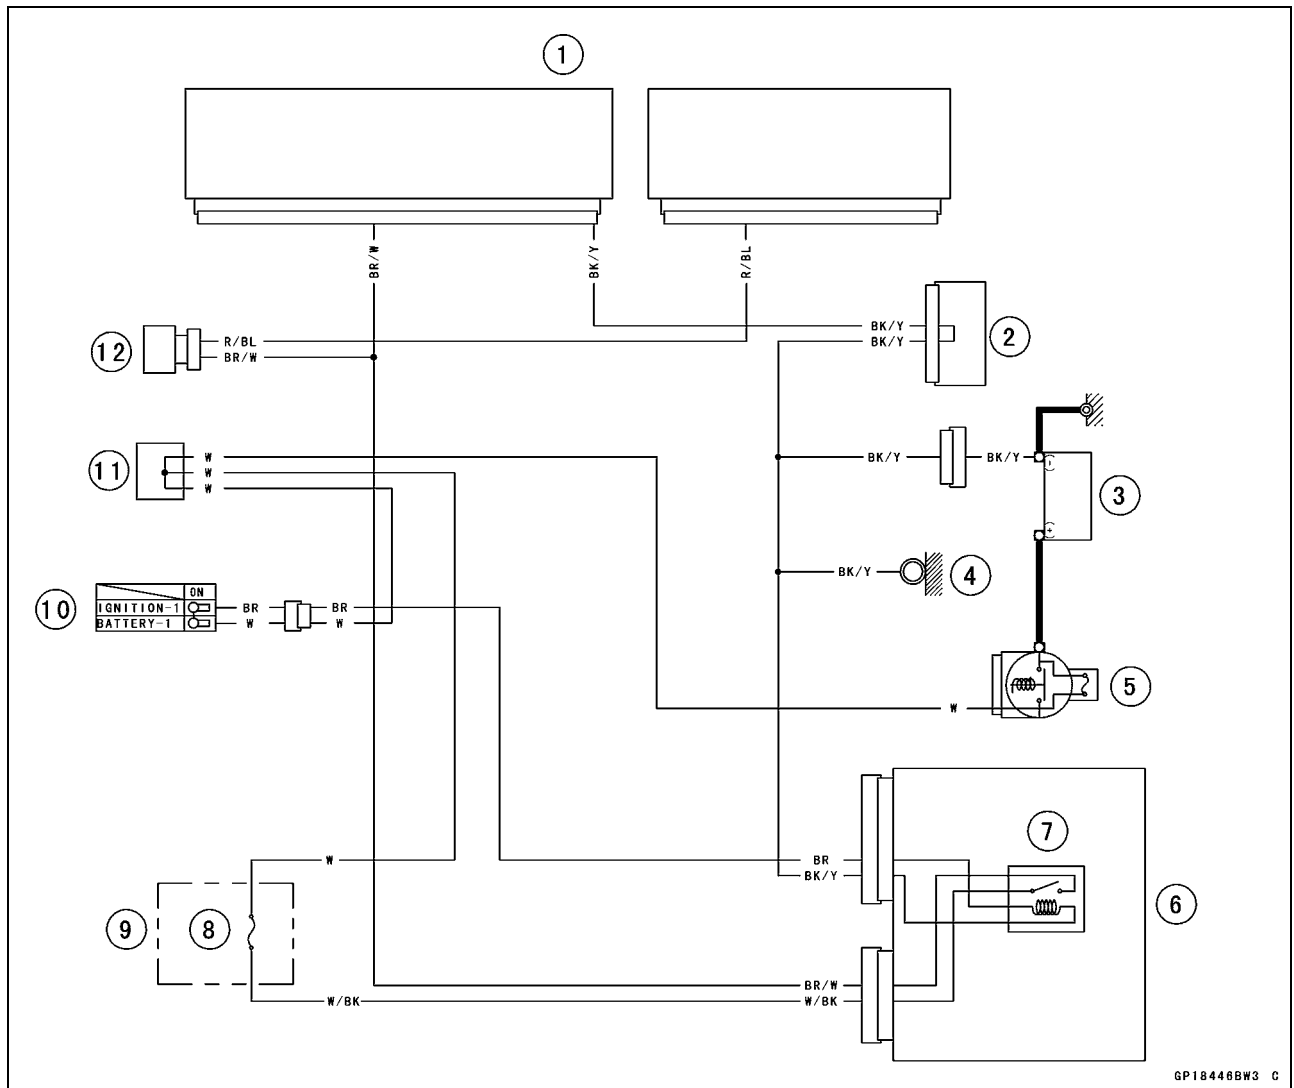 1
BR/W
BK/Y
R/BL
BK/Y
BK/Y
2
12
R/BL
BR/W
11
W
W
W
BK/Y
BK/Y
(-)
3
(+)
BK/Y
4
10
ON
IGNITION-1
BR
BR
BATTERY-1
W
W
5
W
7
W
BR
BK/Y
6
9
8
BR/W
W/BK
W/BK
GP18446BW3 C